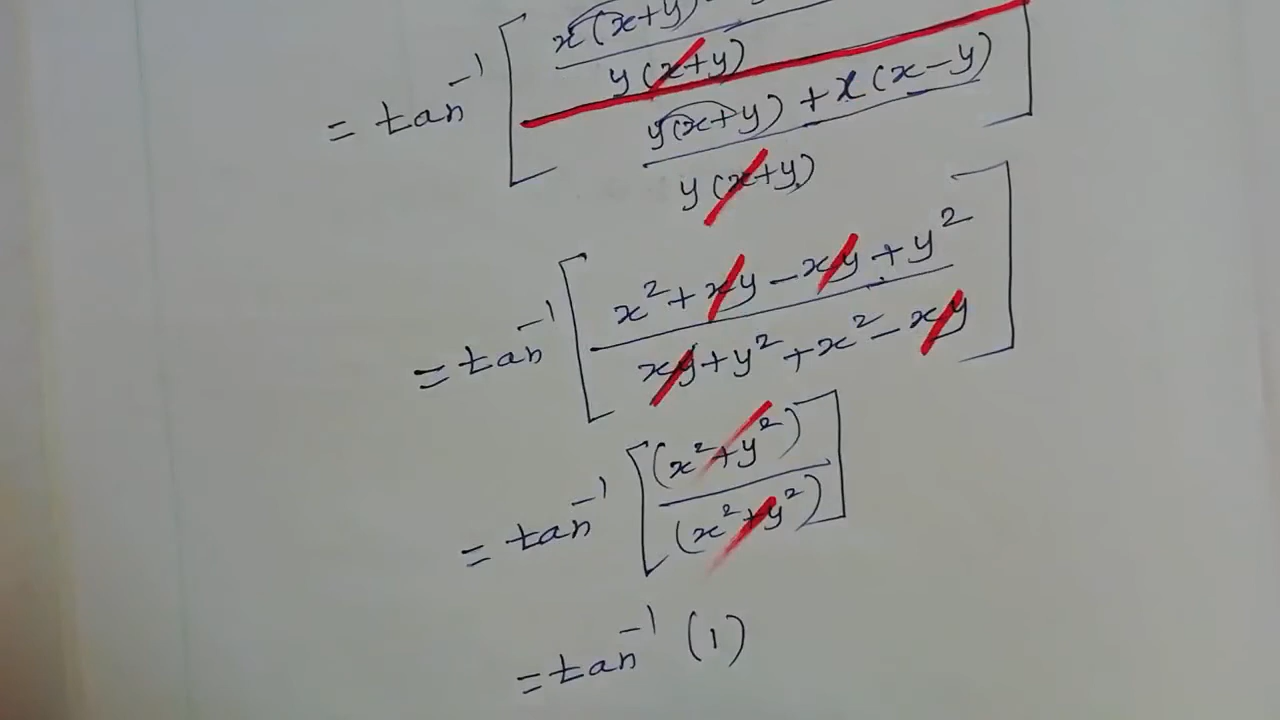 x(x+y)-
y(x+y)
= tan⁻¹
y(x+y) + x(x-y)
y(x+y)
x² + xy - xy + y²
= tan⁻¹
xy + y² + x² - xy
(x² + y²)
= tan⁻¹
(x² + y²)
= tan⁻¹ (1)